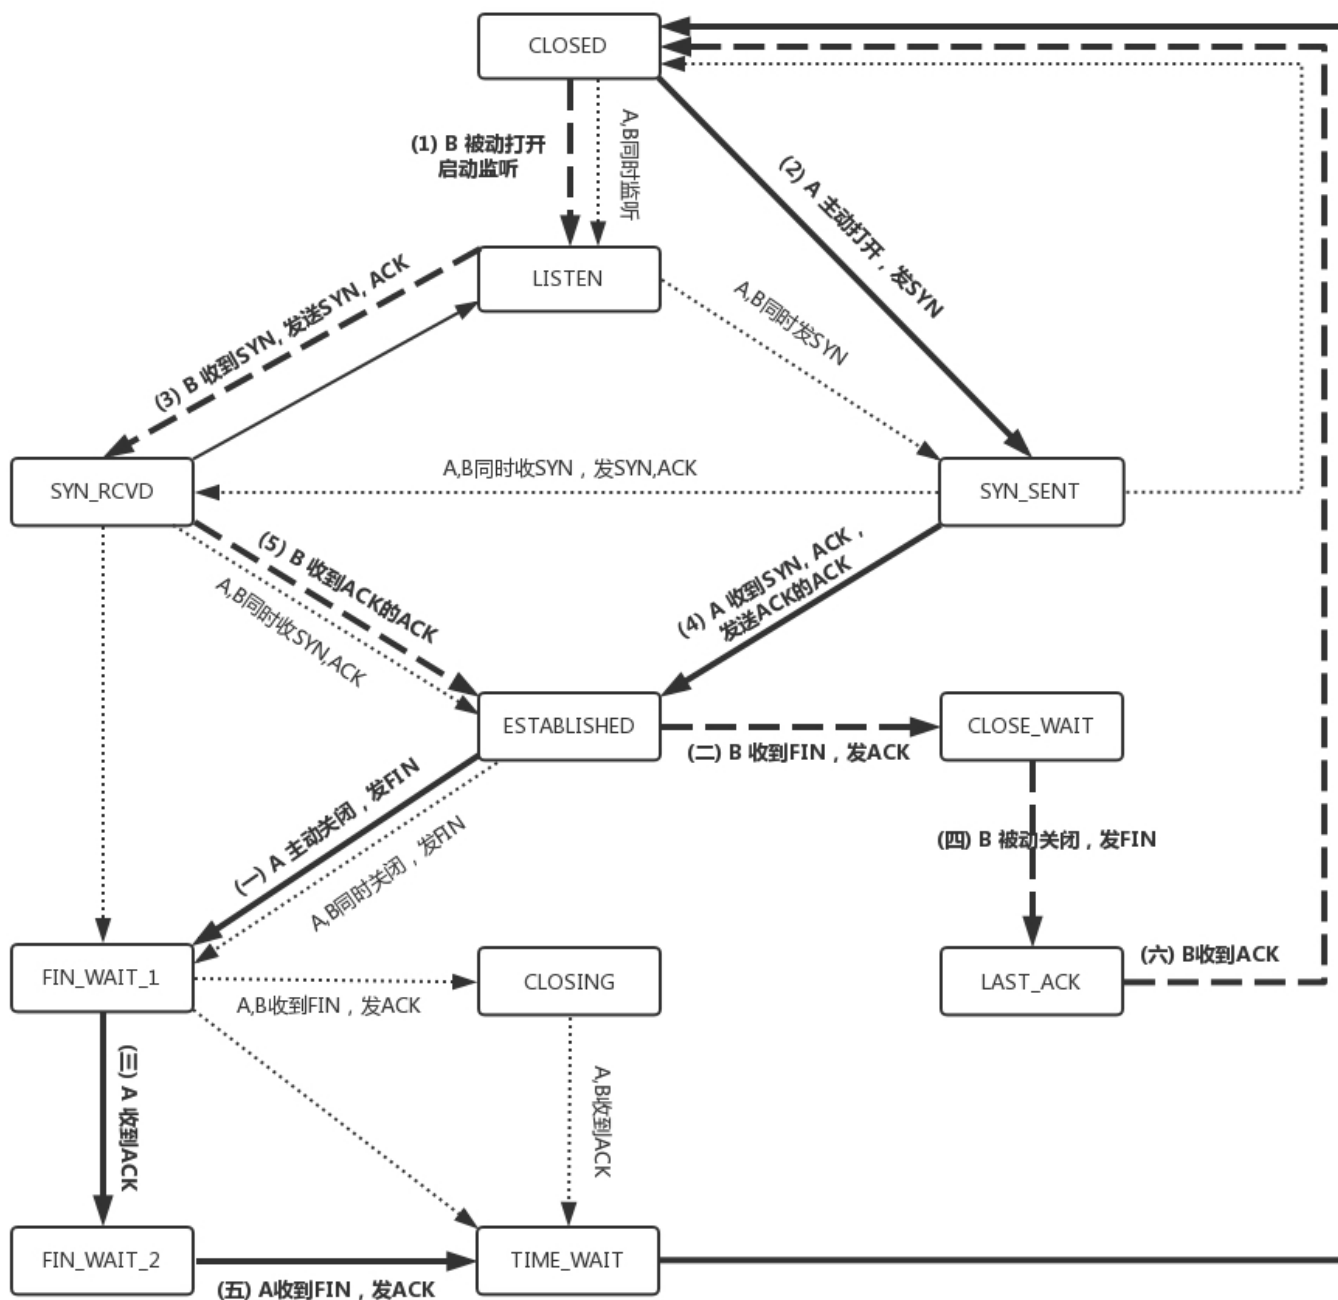 CLOSED
(1) B 被动打开
启动监听
A,B同时监听
(2) A 主动打开，发SYN
LISTEN
(3) B 收到SYN, 发送SYN, ACK
A,B同时发SYN
SYN_RCVD
A,B同时收SYN，发SYN,ACK
SYN_SENT
(5) B 收到ACK的ACK
A,B同时收SYN,ACK
(4) A 收到SYN, ACK，
发送ACK的ACK
ESTABLISHED
(二) B 收到FIN，发ACK
CLOSE_WAIT
(一) A 主动关闭，发FIN
A,B同时关闭，发FIN
(四) B 被动关闭，发FIN
FIN_WAIT_1
A,B收到FIN，发ACK
CLOSING
LAST_ACK
(六) B收到ACK
(三) A 收到ACK
A,B收到ACK
FIN_WAIT_2
(五) A收到FIN，发ACK
TIME_WAIT